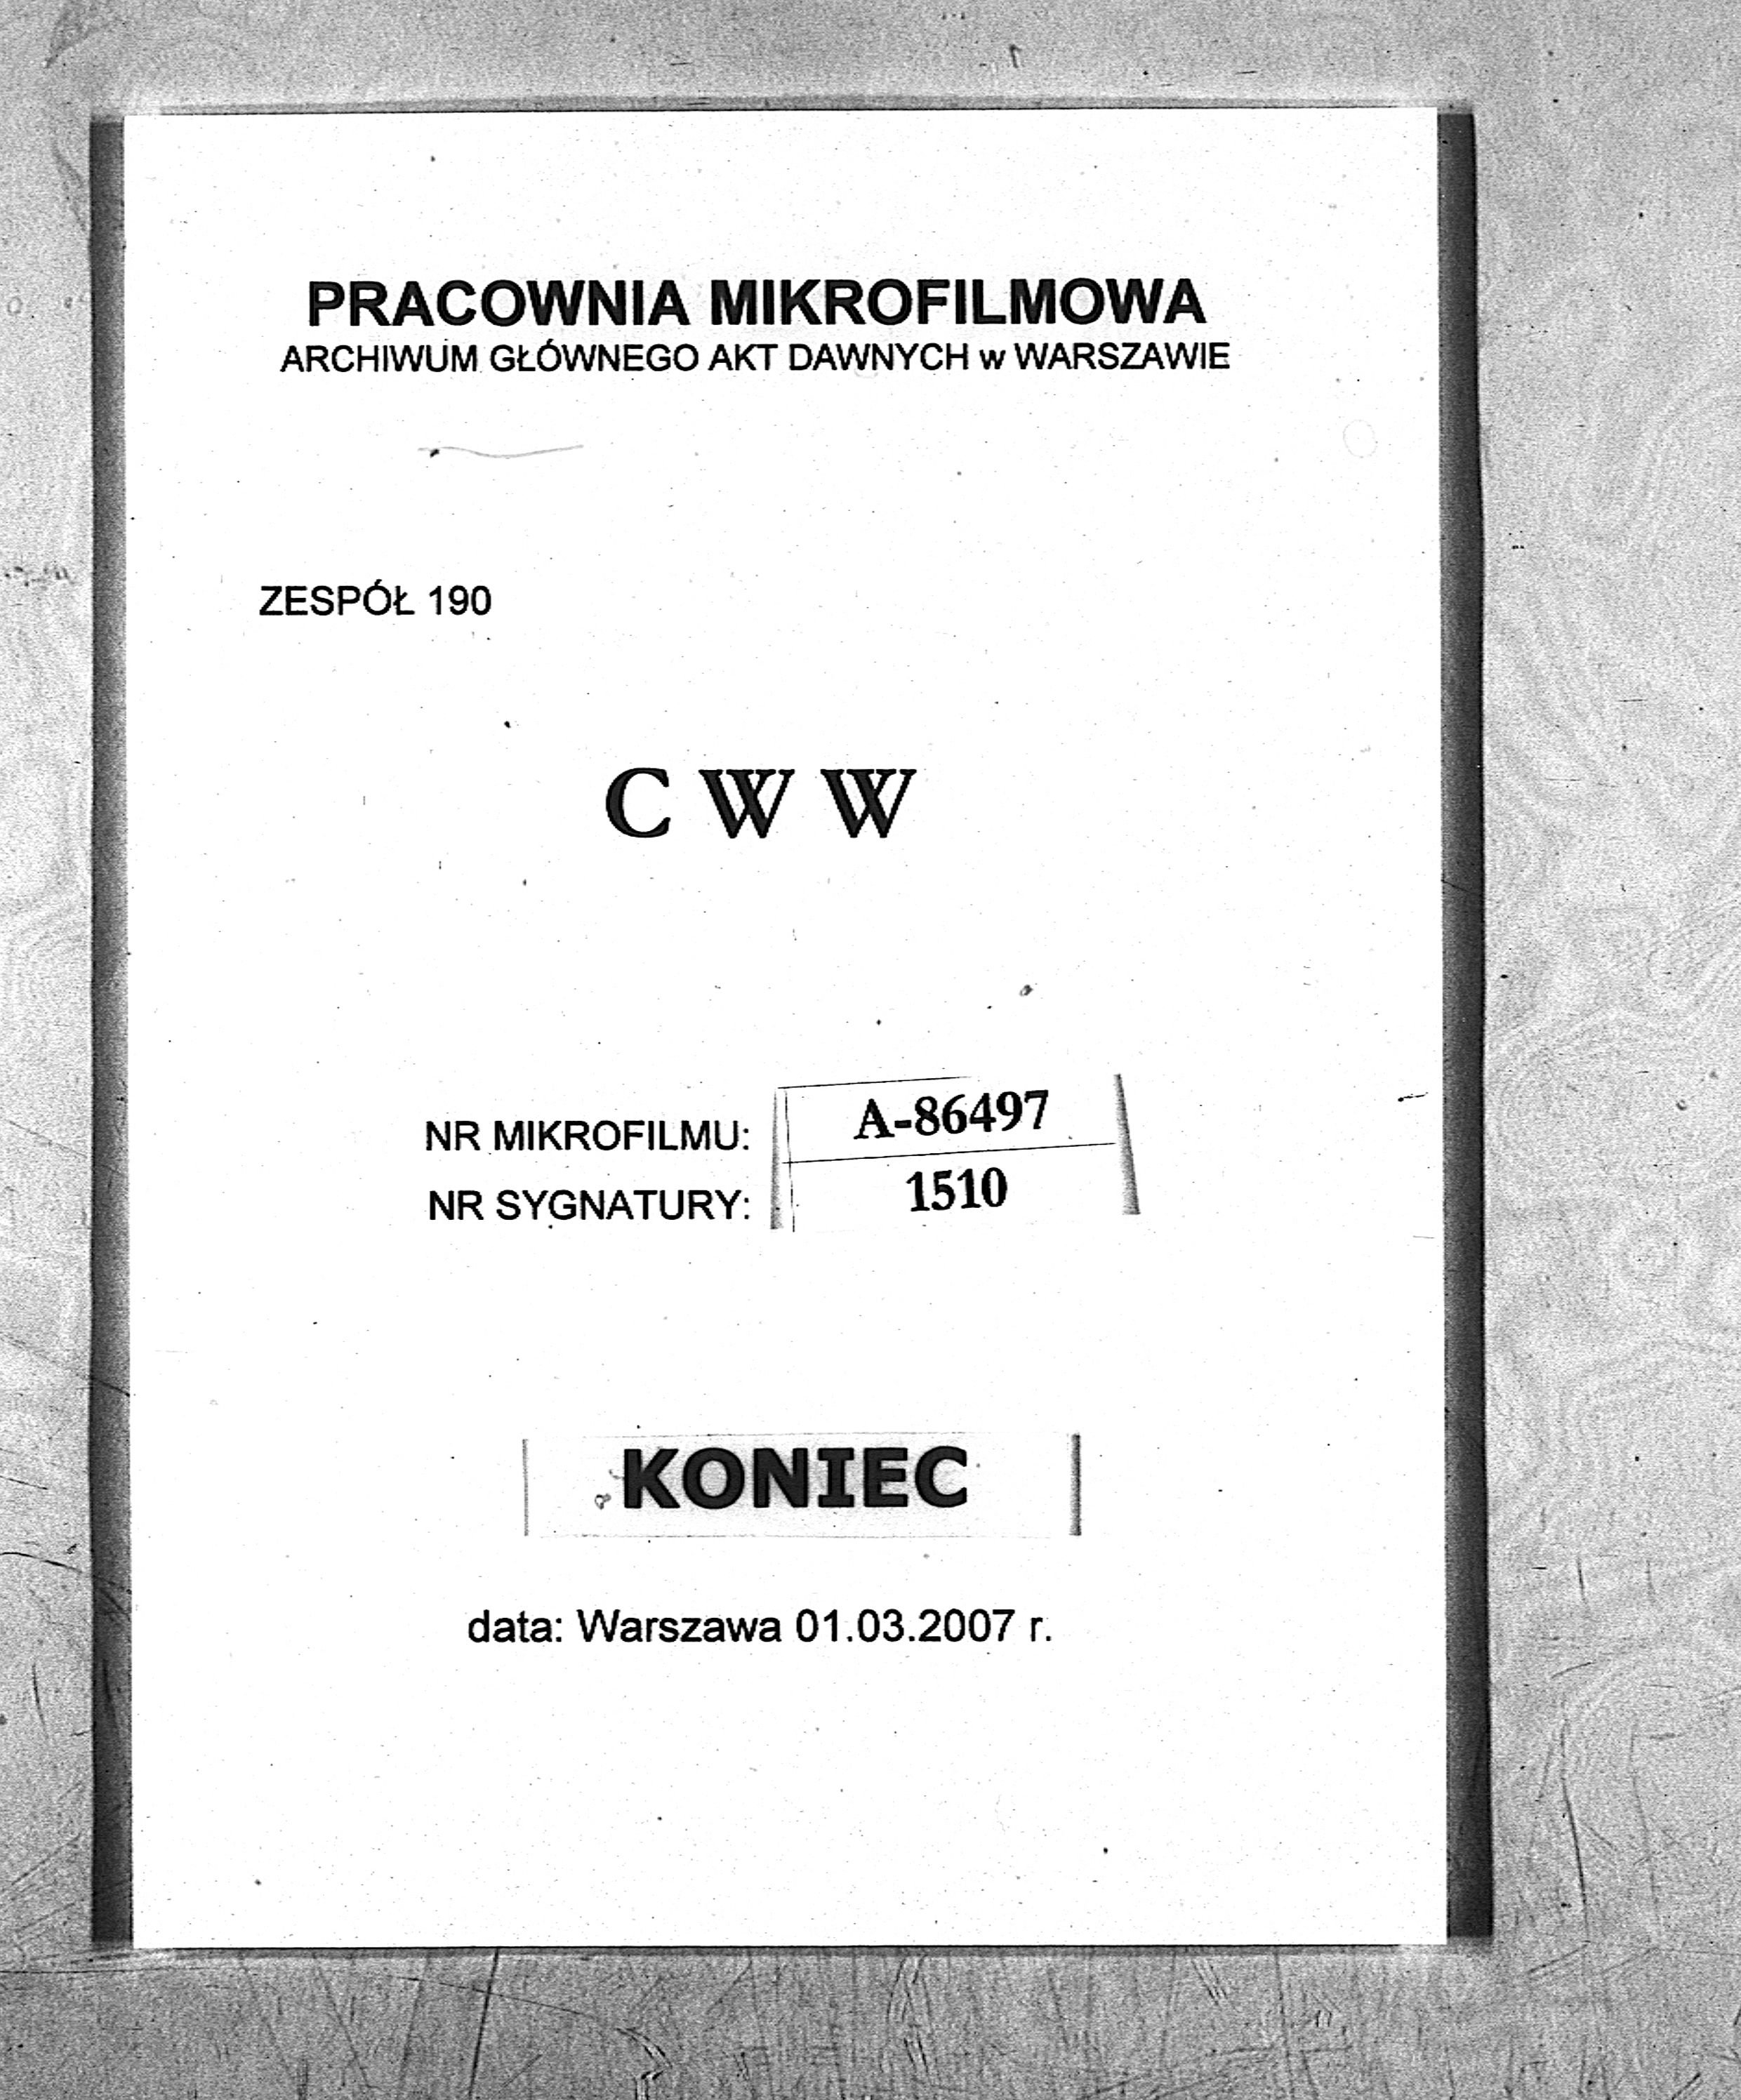 PRACOWNIA MIKROFILMOWA
ARCHIWUM GŁÓWNEGO AKT DAWNYCH w WARSZAWIE
ZESPÓŁ 190
C W W
NR MIKROFILMU: A-86497
NR SYGNATURY: 1510
KONIEC
data: Warszawa 01.03.2007 r.